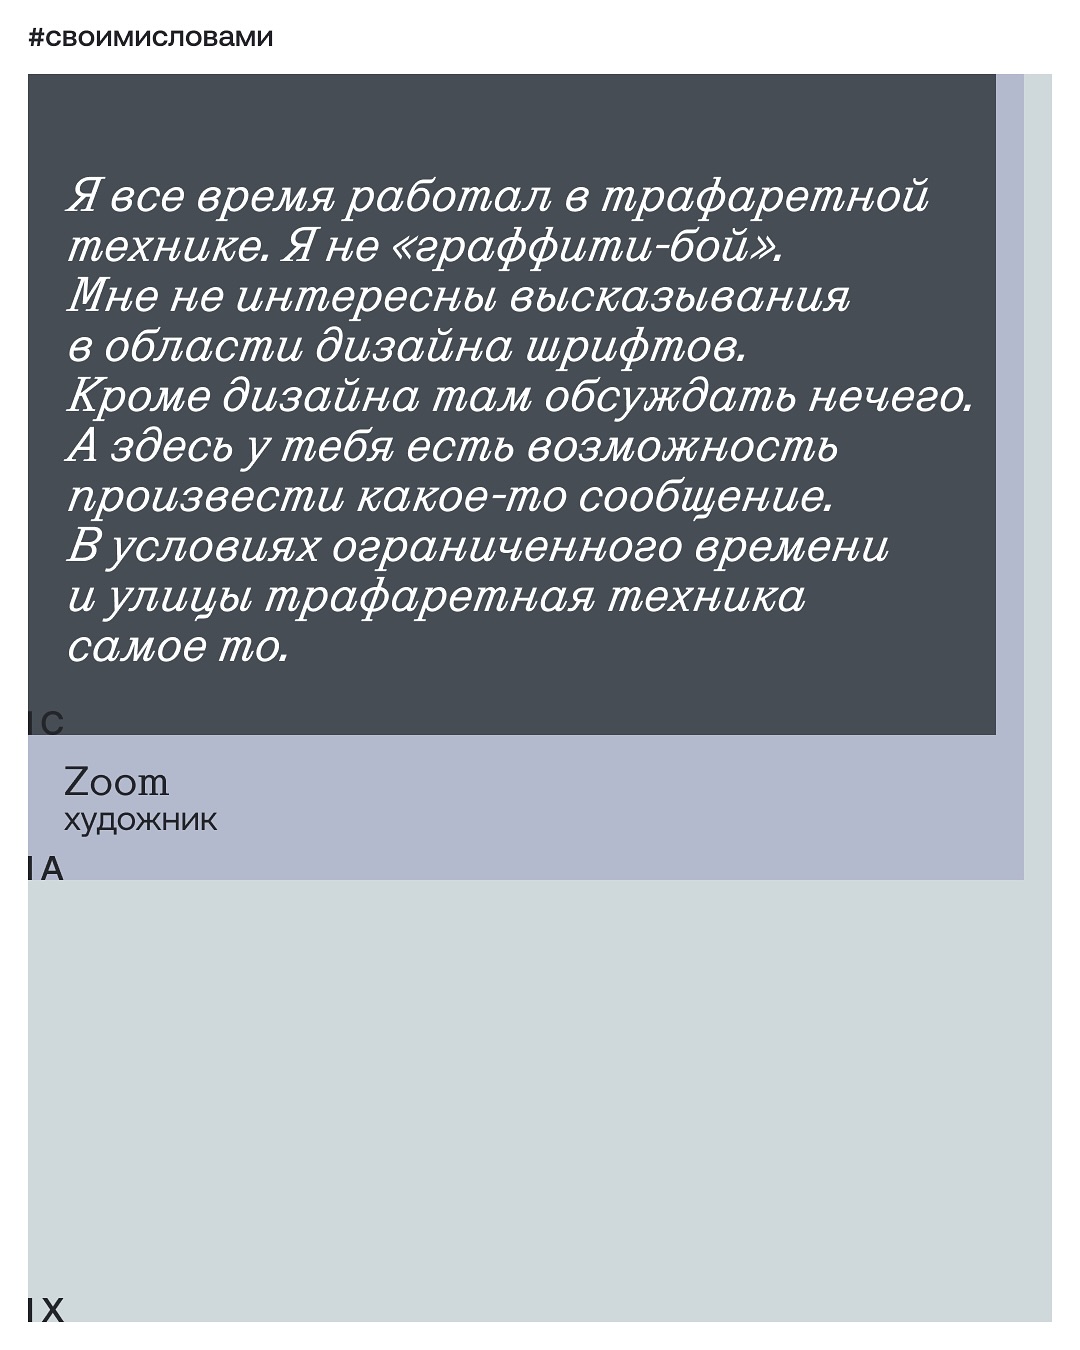 #своимисловами
Я все время работал в трафаретной
технике. Я не «граффити-бой».
Мне не интересны высказывания
в области дизайна шрифтов.
Кроме дизайна там обсуждать нечего.
А здесь у тебя есть возможность
произвести какое-то сообщение.
В условиях ограниченного времени
и улицы трафаретная техника
самое то.
IC
Zoom
художник
IA
IX